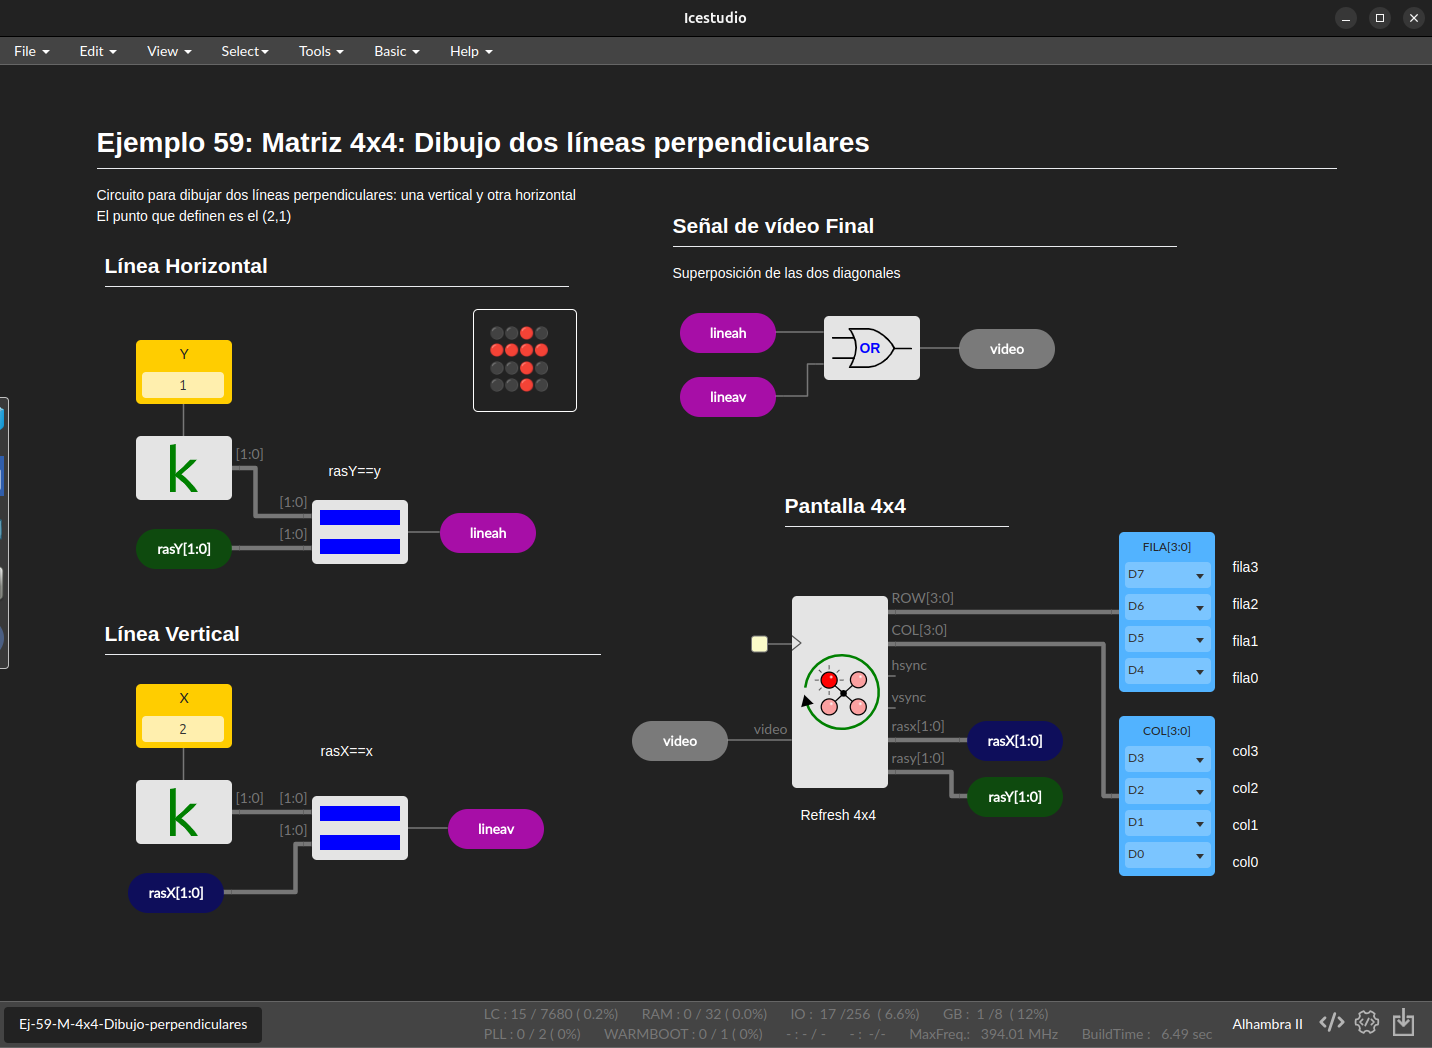 Icestudio
File Edit View Select Tools Basic Help
Ejemplo 59: Matriz 4x4: Dibujo dos líneas perpendiculares
Circuito para dibujar dos líneas perpendiculares: una vertical y otra horizontal
El punto que definen es el (2,1)
Línea Horizontal
Y
1
k
[1:0]
rasY==y
[1:0]
[1:0]
rasY[1:0]
lineah
Línea Vertical
X
2
rasX==x
k
[1:0] [1:0]
[1:0]
lineav
rasX[1:0]
Señal de vídeo Final
Superposición de las dos diagonales
lineah
OR
video
lineav
Pantalla 4x4
ROW[3:0]
COL[3:0]
hsync
vsync
rasx[1:0]
rasy[1:0]
video
video
rasX[1:0]
rasY[1:0]
Refresh 4x4
FILA[3:0]
D7 fila3
D6 fila2
D5 fila1
D4 fila0
COL[3:0]
D3 col3
D2 col2
D1 col1
D0 col0
Ej-59-M-4x4-Dibujo-perpendiculares
LC : 15 / 7680 ( 0.2%) RAM : 0 / 32 ( 0.0%) IO : 17 /256 ( 6.6%) GB : 1 /8 ( 12%)
PLL : 0 / 2 ( 0%) WARMBOOT : 0 / 1 ( 0%) - : - / - - : -/- MaxFreq.: 394.01 MHz BuildTime : 6.49 sec
Alhambra II